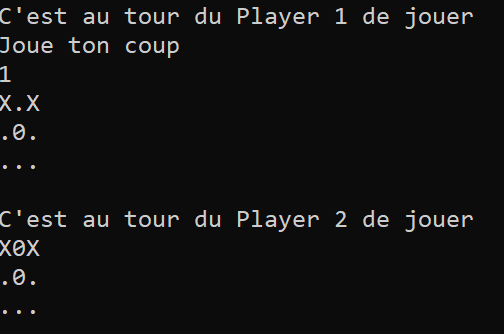 C'est au tour du Player 1 de jouer
Joue ton coup
1
X.X
.0.
...
C'est au tour du Player 2 de jouer
X0X
.0.
...